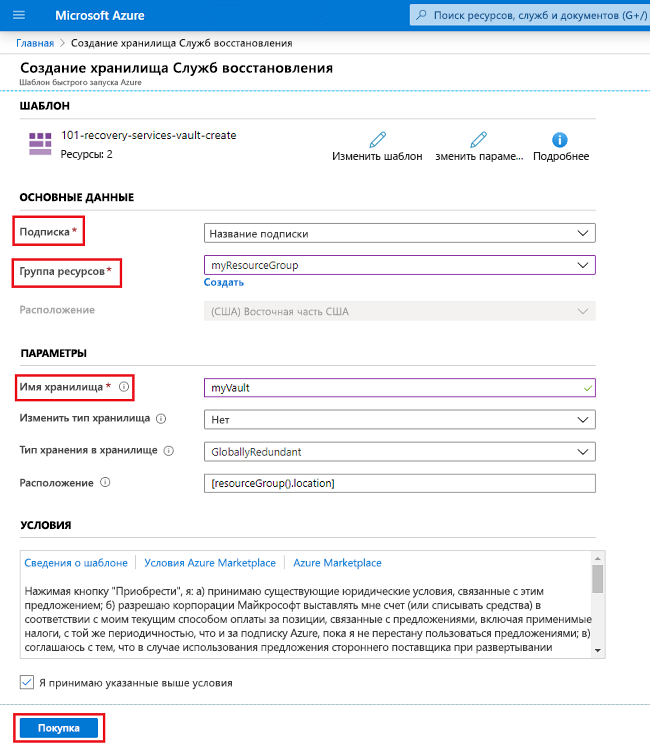 Microsoft Azure
Поиск ресурсов, служб и документов (G+/)
Главная > Создание хранилища Служб восстановления
Создание хранилища Служб восстановления
Шаблон быстрого запуска Azure
ШАБЛОН
101-recovery-services-vault-create
Ресурсы: 2
Изменить шаблон
зменить параме...
Подробнее
ОСНОВНЫЕ ДАННЫЕ
Подписка *
Название подписки
Группа ресурсов *
myResourceGroup
Создать
Расположение
(США) Восточная часть США
ПАРАМЕТРЫ
Имя хранилища *
myVault
Изменить тип хранилища
Нет
Тип хранения в хранилище
GloballyRedundant
Расположение
[resourceGroup().location]
УСЛОВИЯ
Сведения о шаблоне | Условия Azure Marketplace | Azure Marketplace
Нажимая кнопку "Приобрести", я: а) принимаю существующие юридические условия, связанные с этим
предложением; б) разрешаю корпорации Майкрософт выставлять мне счет (или списывать средства) в
соответствии с моим текущим способом оплаты за позиции, связанные с предложениями, включая применимые
налоги, с той же периодичностью, что и за подписку Azure, пока я не перестану пользоваться предложениями; в)
соглашаюсь с тем, что в случае использования предложения стороннего поставщика при развертывании
Я принимаю указанные выше условия
Покупка